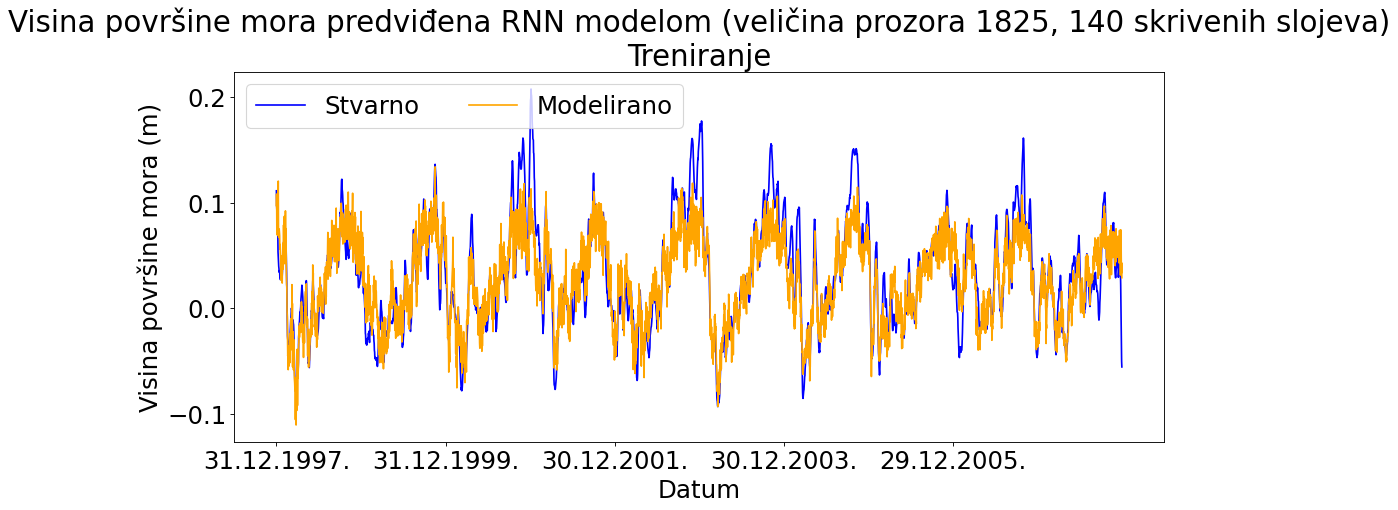 Visina površine mora predviđena RNN modelom (veličina prozora 1825, 140 skrivenih slojeva)
Treniranje
Stvarno Modelirano
Visina površine mora (m)
0.2
0.1
0.0
−0.1
31.12.1997. 31.12.1999. 30.12.2001. 30.12.2003. 29.12.2005.
Datum